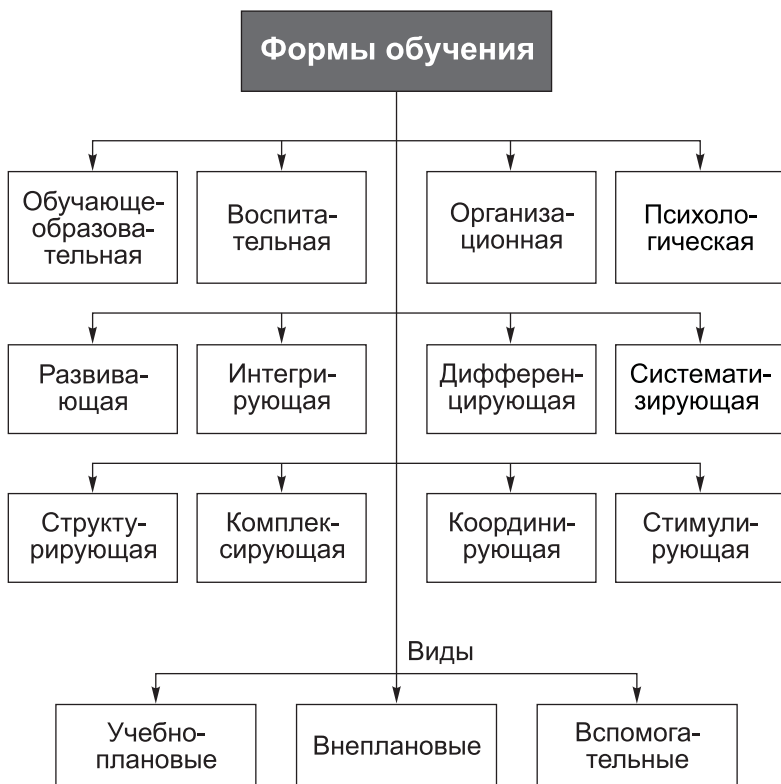 Формы обучения
Обучающе-
образова-
тельная
Воспита-
тельная
Организа-
ционная
Психоло-
гическая
Развива-
ющая
Интегри-
рующая
Дифферен-
цирующая
Системати-
зирующая
Структу-
рирующая
Комплек-
сирующая
Координи-
рующая
Стимули-
рующая
Виды
Учебно-
плановые
Внеплановые
Вспомога-
тельные